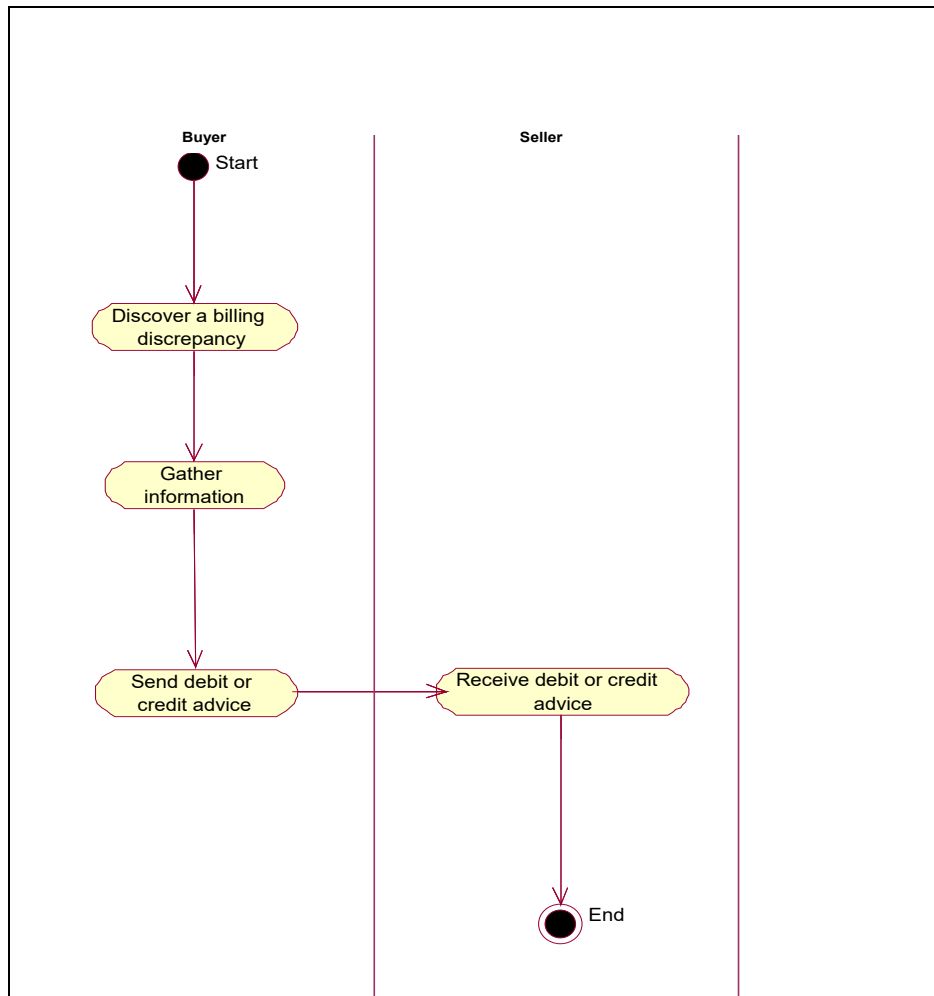 Buyer
Seller
Start
Discover a billing
discrepancy
Gather
information
Send debit or
credit advice
Receive debit or credit
advice
End